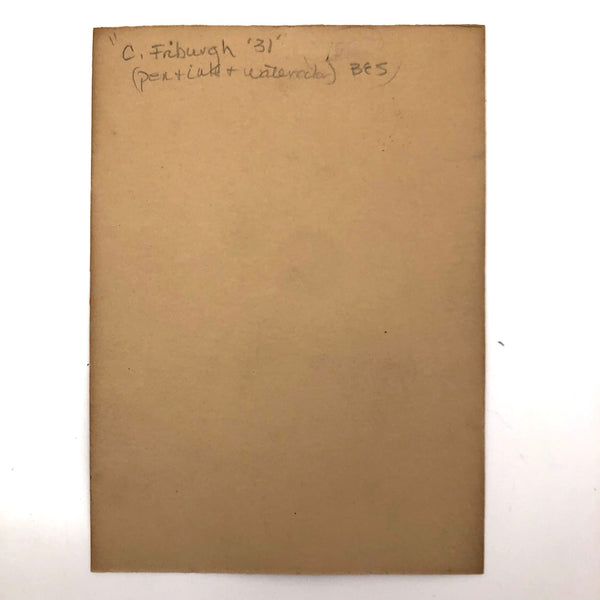 "C. Friburgh '31'
(pen + ink + watercolor) BES